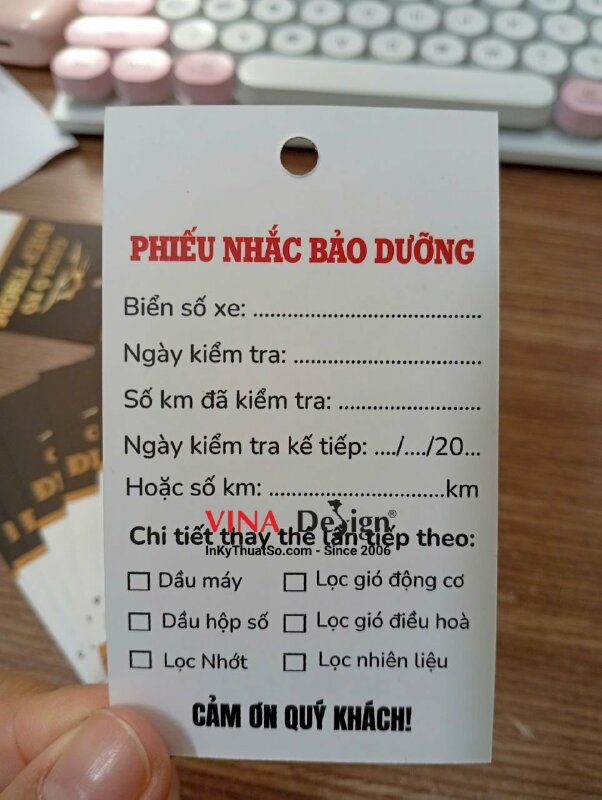 PHIẾU NHẮC BẢO DƯỠNG
Biển số xe: ........................................
Ngày kiểm tra: .................................
Số km đã kiểm tra: .........................
Ngày kiểm tra kế tiếp: ..../..../20...
Hoặc số km: ..............................km
VINA Design®
Chi tiết thay thế lần tiếp theo:
InKyThuatSo.com - Since 2006
Dầu máy
Lọc gió động cơ
Dầu hộp số
Lọc gió điều hoà
Lọc Nhớt
Lọc nhiên liệu
CẢM ƠN QUÝ KHÁCH!